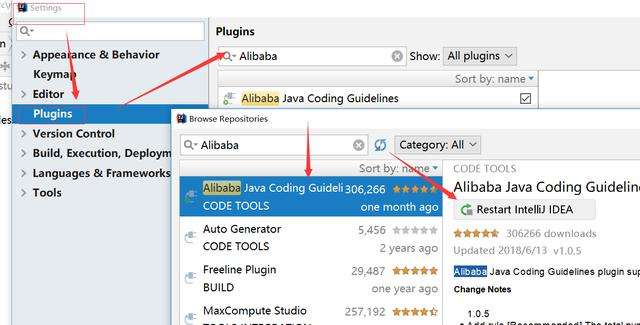 Settings
Plugins
Appearance & Behavior
Alibaba
Show: All plugins
Keymap
Sort by: name
Editor
Alibaba Java Coding Guidelines
Plugins
Browse Repositories
Version Control
Alibaba
Category: All
Build, Execution, Deploym
Languages & Frameworks
Tools
Sort by: name
Alibaba Java Coding Guideli 306,266
CODE TOOLS one month ago
Auto Generator 5,456
CODE TOOLS 2 years ago
Freeline Plugin 29,487
BUILD one year ago
MaxCompute Studio 257,192
CODE TOOLS
Alibaba Java Coding Guideline
Restart IntelliJ IDEA
306266 downloads
Updated 2018/6/13 v1.0.5
Alibaba Java Coding Guidelines plugin sup
Change Notes
1.0.5